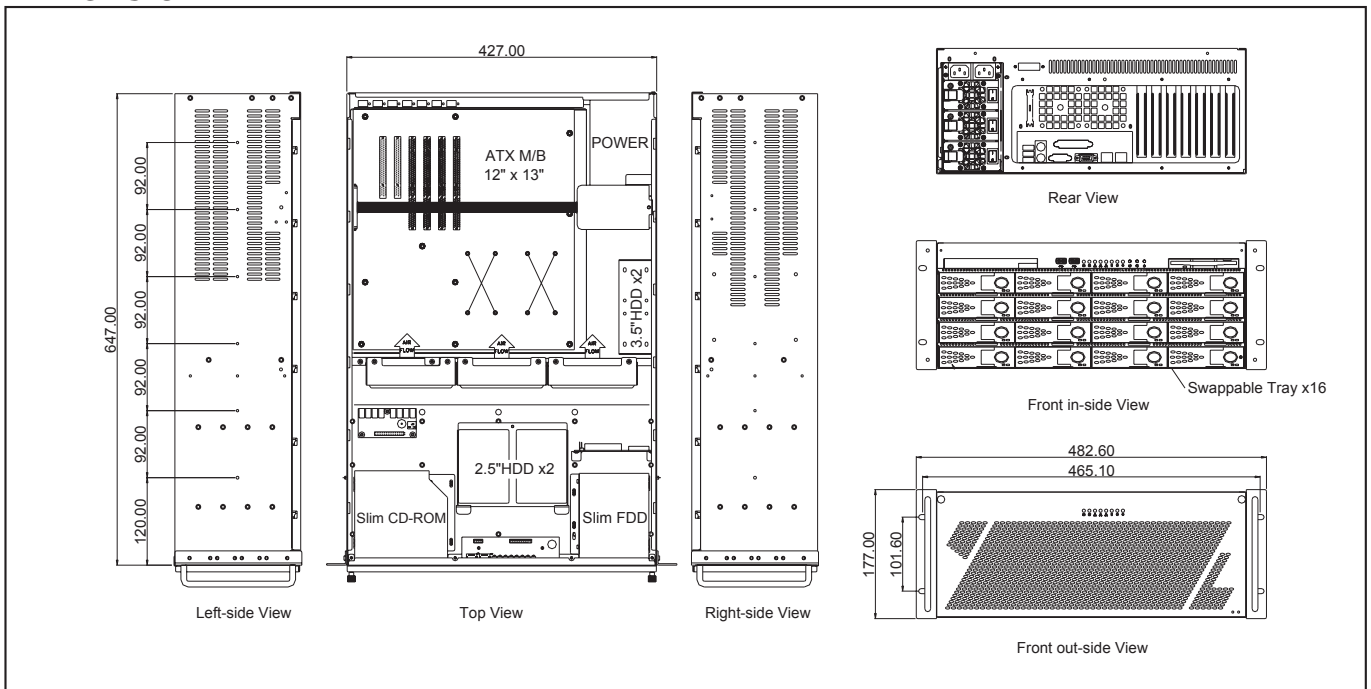 647.00
92.00
92.00
92.00
92.00
92.00
120.00
Left-side View
427.00
ATX M/B
12" x 13"
POWER
3.5"HDD x2
AIR
FLOW
AIR
FLOW
AIR
FLOW
2.5"HDD x2
Slim CD-ROM
Slim FDD
Top View
Right-side View
Rear View
Swappable Tray x16
Front in-side View
482.60
465.10
177.00
101.60
Front out-side View